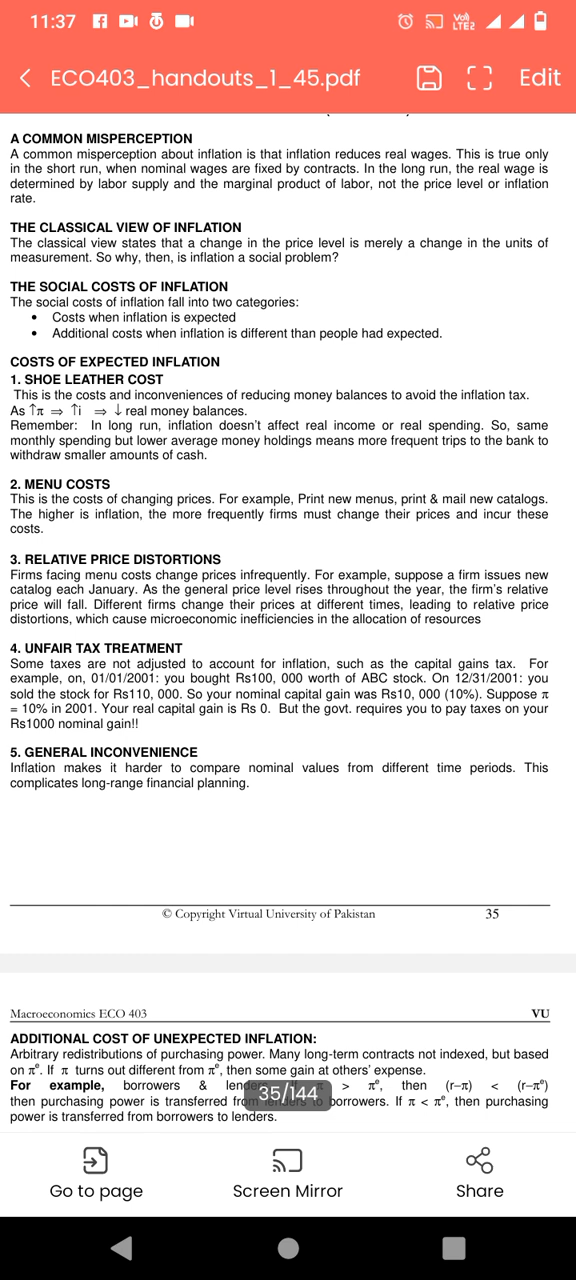 11:37
VoI) LTE2
ECO403_handouts_1_45.pdf
Edit
A COMMON MISPERCEPTION
A common misperception about inflation is that inflation reduces real wages. This is true only
in the short run, when nominal wages are fixed by contracts. In the long run, the real wage is
determined by labor supply and the marginal product of labor, not the price level or inflation
rate.
THE CLASSICAL VIEW OF INFLATION
The classical view states that a change in the price level is merely a change in the units of
measurement. So why, then, is inflation a social problem?
THE SOCIAL COSTS OF INFLATION
The social costs of inflation fall into two categories:
• Costs when inflation is expected
• Additional costs when inflation is different than people had expected.
COSTS OF EXPECTED INFLATION
1. SHOE LEATHER COST
This is the costs and inconveniences of reducing money balances to avoid the inflation tax.
As ↑π ⇒ ↑i ⇒ ↓ real money balances.
Remember: In long run, inflation doesn't affect real income or real spending. So, same
monthly spending but lower average money holdings means more frequent trips to the bank to
withdraw smaller amounts of cash.
2. MENU COSTS
This is the costs of changing prices. For example, Print new menus, print & mail new catalogs.
The higher is inflation, the more frequently firms must change their prices and incur these
costs.
3. RELATIVE PRICE DISTORTIONS
Firms facing menu costs change prices infrequently. For example, suppose a firm issues new
catalog each January. As the general price level rises throughout the year, the firm's relative
price will fall. Different firms change their prices at different times, leading to relative price
distortions, which cause microeconomic inefficiencies in the allocation of resources
4. UNFAIR TAX TREATMENT
Some taxes are not adjusted to account for inflation, such as the capital gains tax. For
example, on, 01/01/2001: you bought Rs100, 000 worth of ABC stock. On 12/31/2001: you
sold the stock for Rs110, 000. So your nominal capital gain was Rs10, 000 (10%). Suppose π
= 10% in 2001. Your real capital gain is Rs 0. But the govt. requires you to pay taxes on your
Rs1000 nominal gain!!
5. GENERAL INCONVENIENCE
Inflation makes it harder to compare nominal values from different time periods. This
complicates long-range financial planning.
© Copyright Virtual University of Pakistan 35
Macroeconomics ECO 403 VU
ADDITIONAL COST OF UNEXPECTED INFLATION:
Arbitrary redistributions of purchasing power. Many long-term contracts not indexed, but based
on πᵉ. If π turns out different from πᵉ, then some gain at others' expense.
For example, borrowers & > πᵉ, then (r−π) < (r−πᵉ)
then purchasing power is transferred borrowers. If π < πᵉ, then purchasing
power is transferred from borrowers to lenders.
35/144
Go to page
Screen Mirror
Share